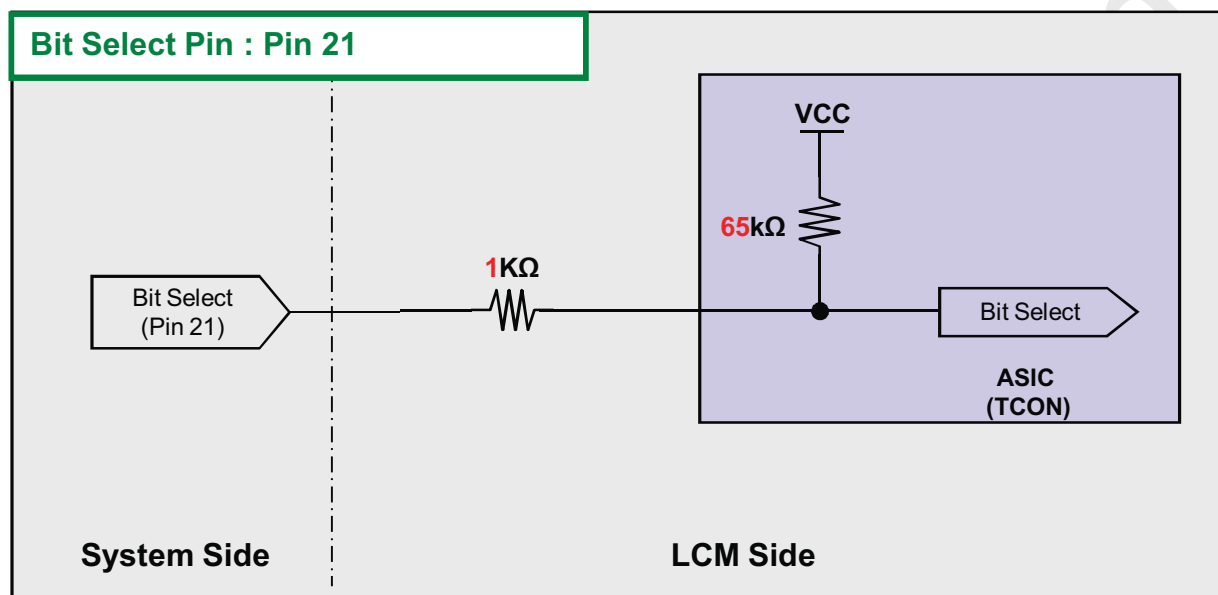 Bit Select Pin : Pin 21
VCC
65kΩ
1KΩ
Bit Select
(Pin 21)
Bit Select
ASIC
(TCON)
System Side
LCM Side